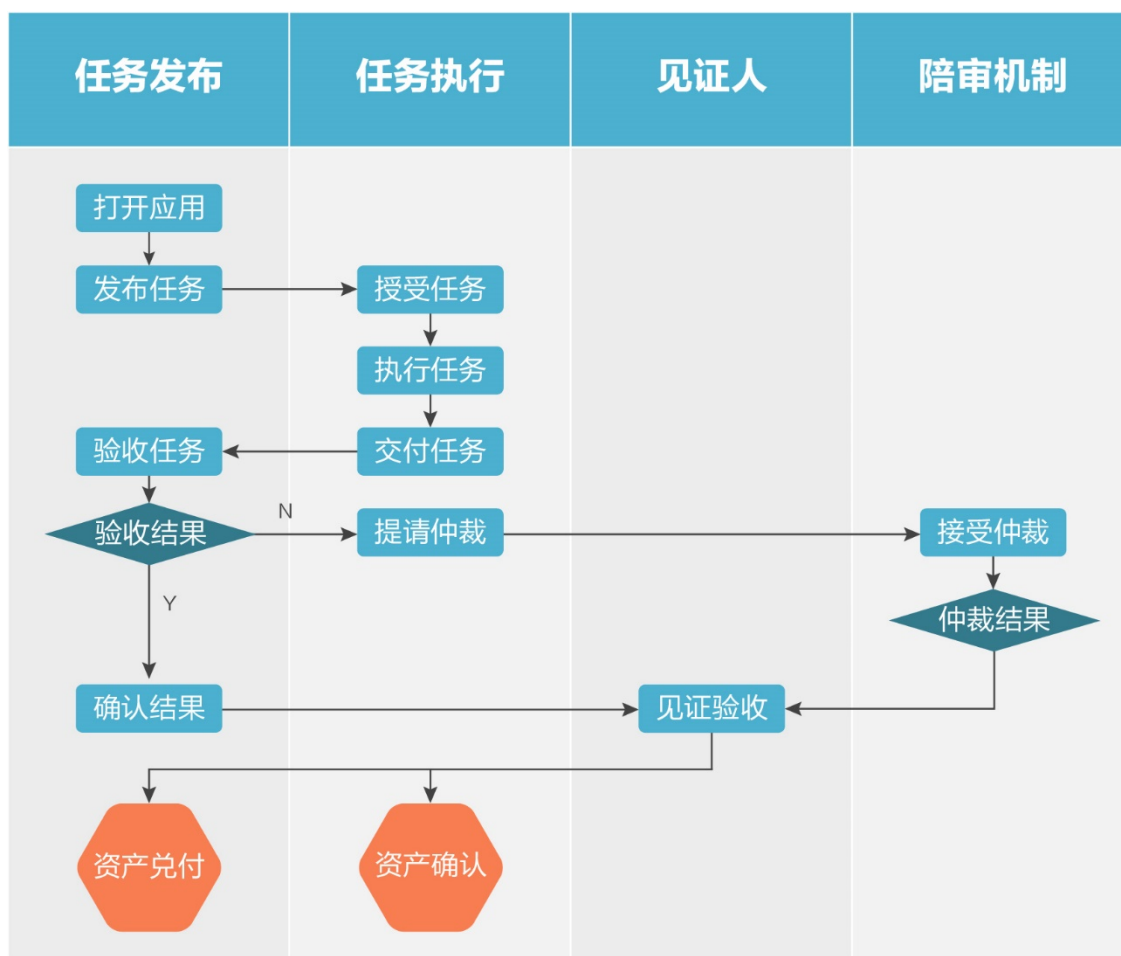 任务发布
任务执行
见证人
陪审机制
打开应用
发布任务
授受任务
执行任务
验收任务
交付任务
验收结果
N
提请仲裁
接受仲裁
Y
仲裁结果
确认结果
见证验收
资产兑付
资产确认